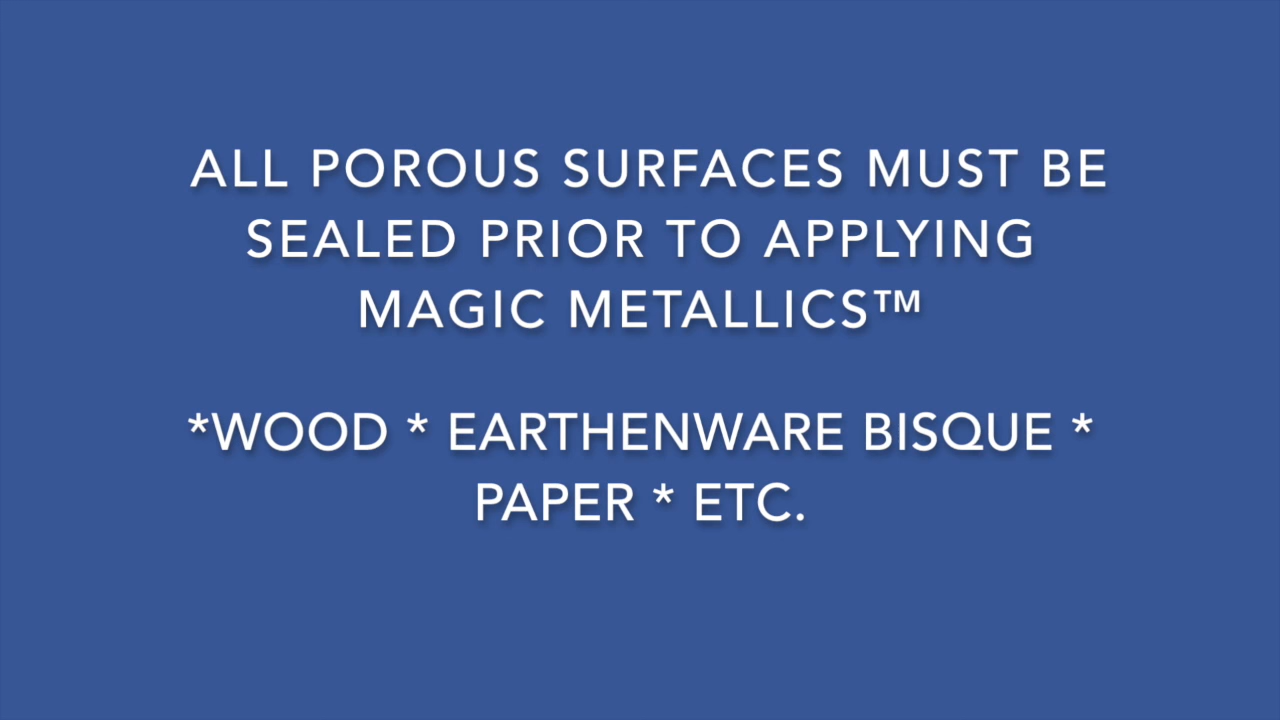 ALL POROUS SURFACES MUST BE
SEALED PRIOR TO APPLYING
MAGIC METALLICS™
*WOOD * EARTHENWARE BISQUE *
PAPER * ETC.